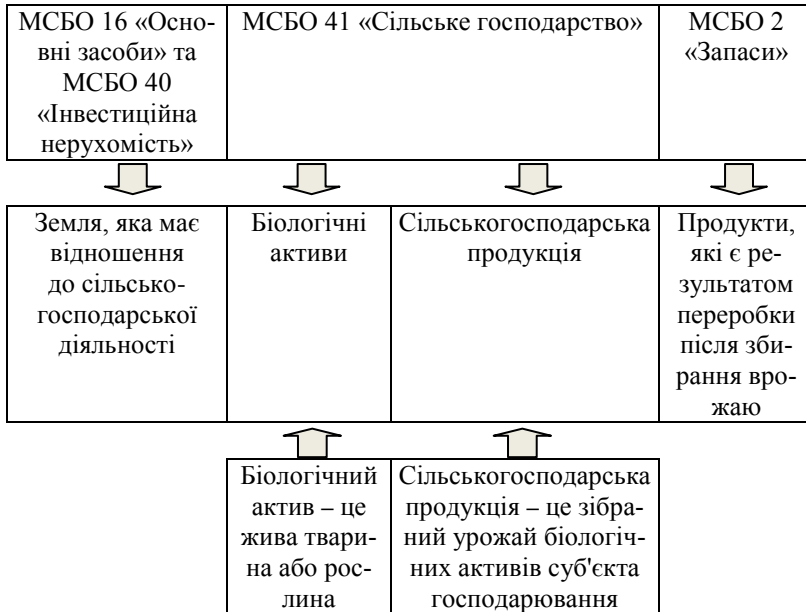 МСБО 16 «Осно-
вні засоби» та
МСБО 40
«Інвестиційна
нерухомість»
МСБО 41 «Сільське господарство»
МСБО 2
«Запаси»
Земля, яка має
відношення
до сільсько-
господарської
діяльності
Біологічні
активи
Сільськогосподарська
продукція
Продукти,
які є ре-
зультатом
переробки
після зби-
рання вро-
жаю
Біологічний
актив – це
жива твари-
на або рос-
лина
Сільськогосподарська
продукція – це зібра-
ний урожай біологіч-
них активів суб'єкта
господарювання